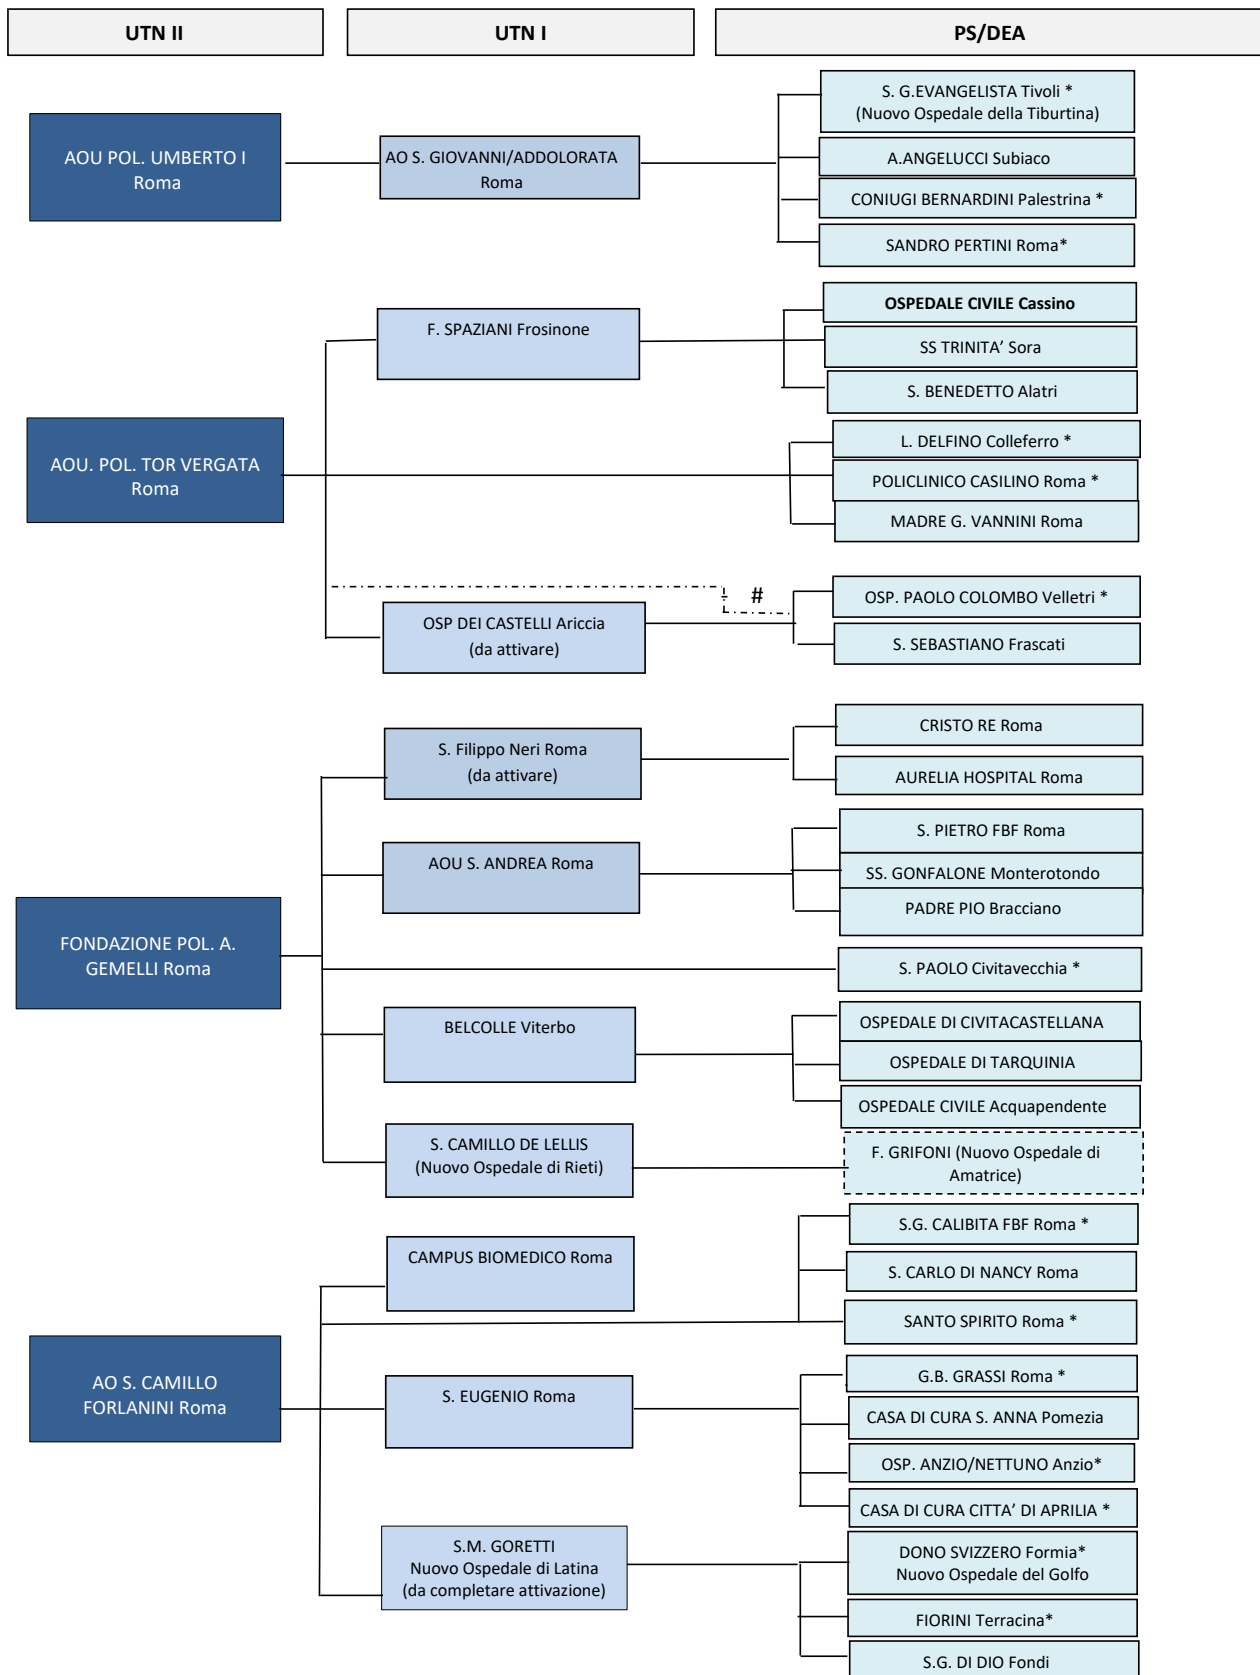 UTN II
UTN I
PS/DEA
AOU POL. UMBERTO I
Roma
AO S. GIOVANNI/ADDOLORATA
Roma
S. G.EVANGELISTA Tivoli *
(Nuovo Ospedale della Tiburtina)
A.ANGELUCCI Subiaco
CONIUGI BERNARDINI Palestrina *
SANDRO PERTINI Roma*
AOU. POL. TOR VERGATA
Roma
F. SPAZIANI Frosinone
OSPEDALE CIVILE Cassino
SS TRINITA’ Sora
S. BENEDETTO Alatri
L. DELFINO Colleferro *
POLICLINICO CASILINO Roma *
MADRE G. VANNINI Roma
#
OSP DEI CASTELLI Ariccia
(da attivare)
OSP. PAOLO COLOMBO Velletri *
S. SEBASTIANO Frascati
FONDAZIONE POL. A.
GEMELLI Roma
S. Filippo Neri Roma
(da attivare)
CRISTO RE Roma
AURELIA HOSPITAL Roma
AOU S. ANDREA Roma
S. PIETRO FBF Roma
SS. GONFALONE Monterotondo
PADRE PIO Bracciano
S. PAOLO Civitavecchia *
BELCOLLE Viterbo
OSPEDALE DI CIVITACASTELLANA
OSPEDALE DI TARQUINIA
OSPEDALE CIVILE Acquapendente
S. CAMILLO DE LELLIS
(Nuovo Ospedale di Rieti)
F. GRIFONI (Nuovo Ospedale di
Amatrice)
AO S. CAMILLO
FORLANINI Roma
CAMPUS BIOMEDICO Roma
S.G. CALIBITA FBF Roma *
S. CARLO DI NANCY Roma
SANTO SPIRITO Roma *
S. EUGENIO Roma
G.B. GRASSI Roma *
CASA DI CURA S. ANNA Pomezia
OSP. ANZIO/NETTUNO Anzio*
CASA DI CURA CITTA’ DI APRILIA *
S.M. GORETTI
Nuovo Ospedale di Latina
(da completare attivazione)
DONO SVIZZERO Formia*
Nuovo Ospedale del Golfo
FIORINI Terracina*
S.G. DI DIO Fondi